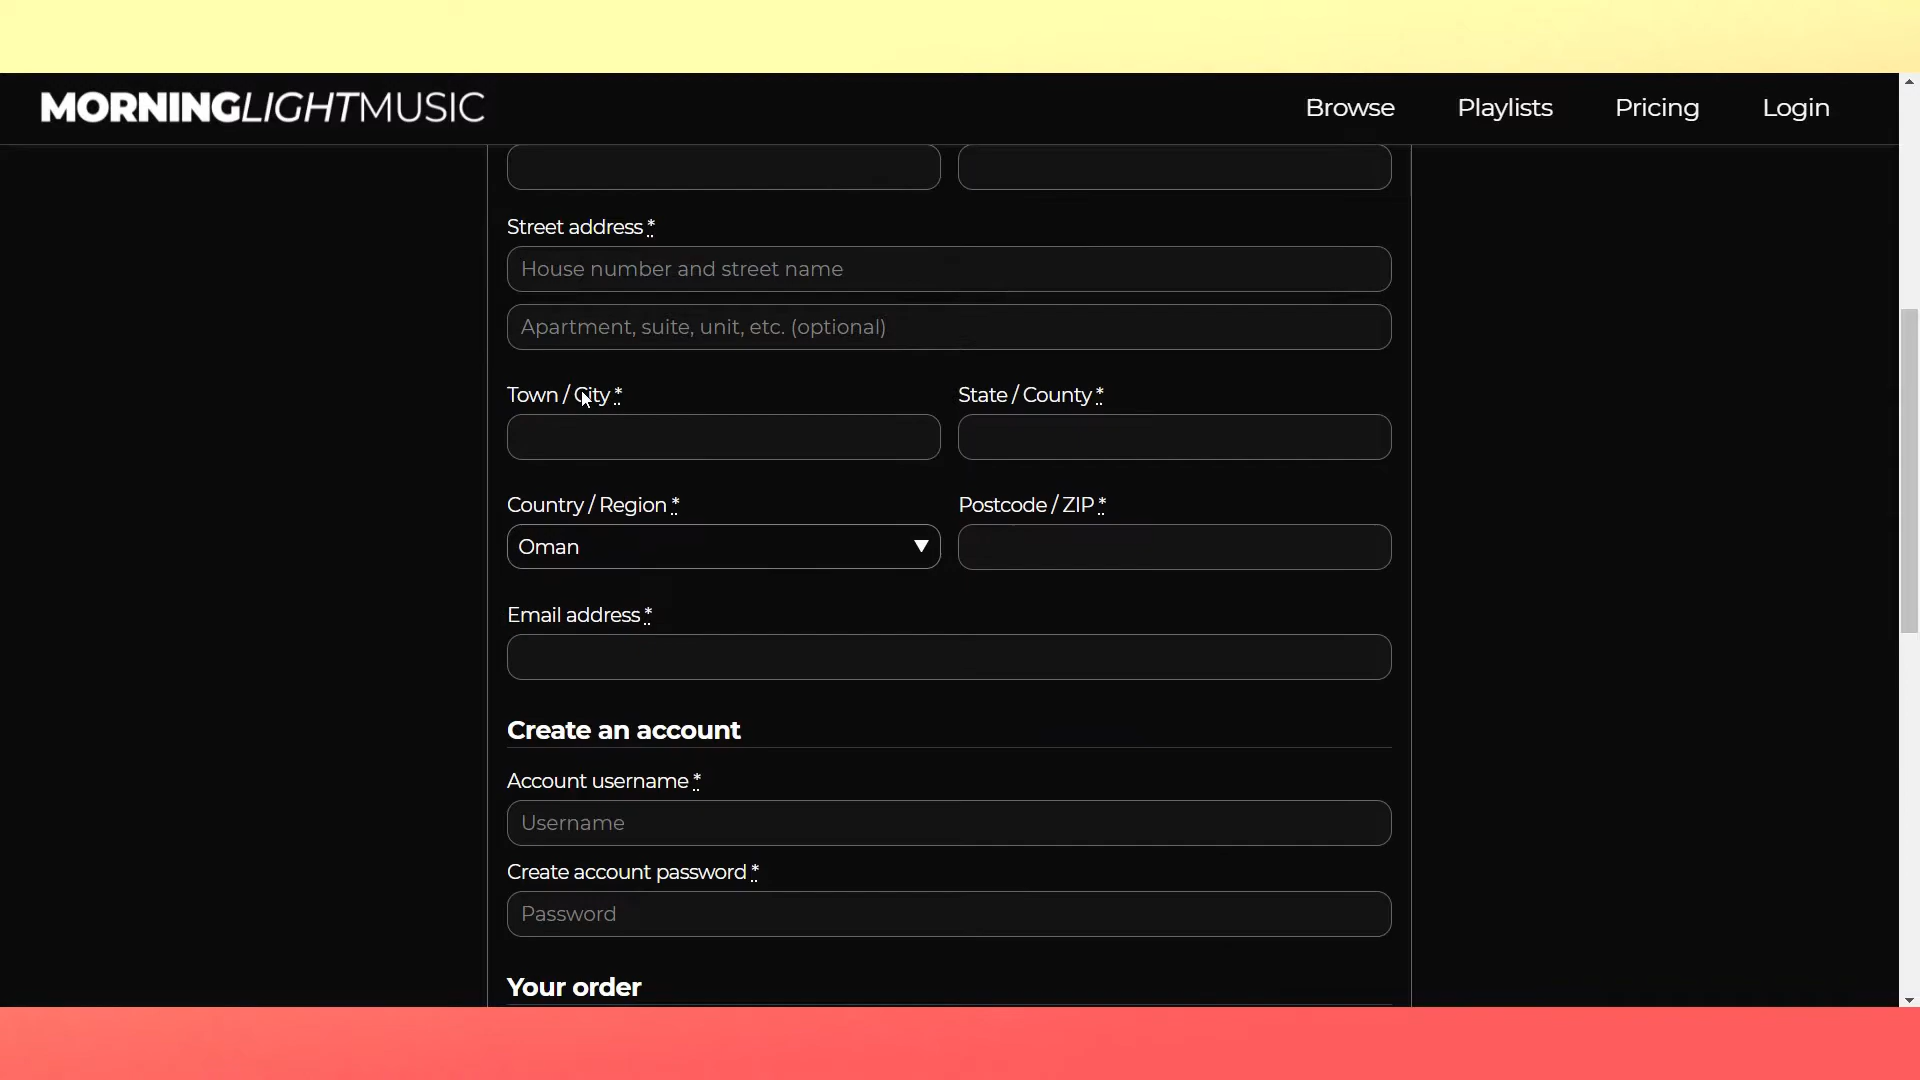 MORNINGLIGHTMUSIC
Browse Playlists Pricing Login
Street address *
House number and street name
Apartment, suite, unit, etc. (optional)
Town / City * State / County *
Country / Region * Postcode / ZIP *
Oman
Email address *
Create an account
Account username *
Username
Create account password *
Password
Your order